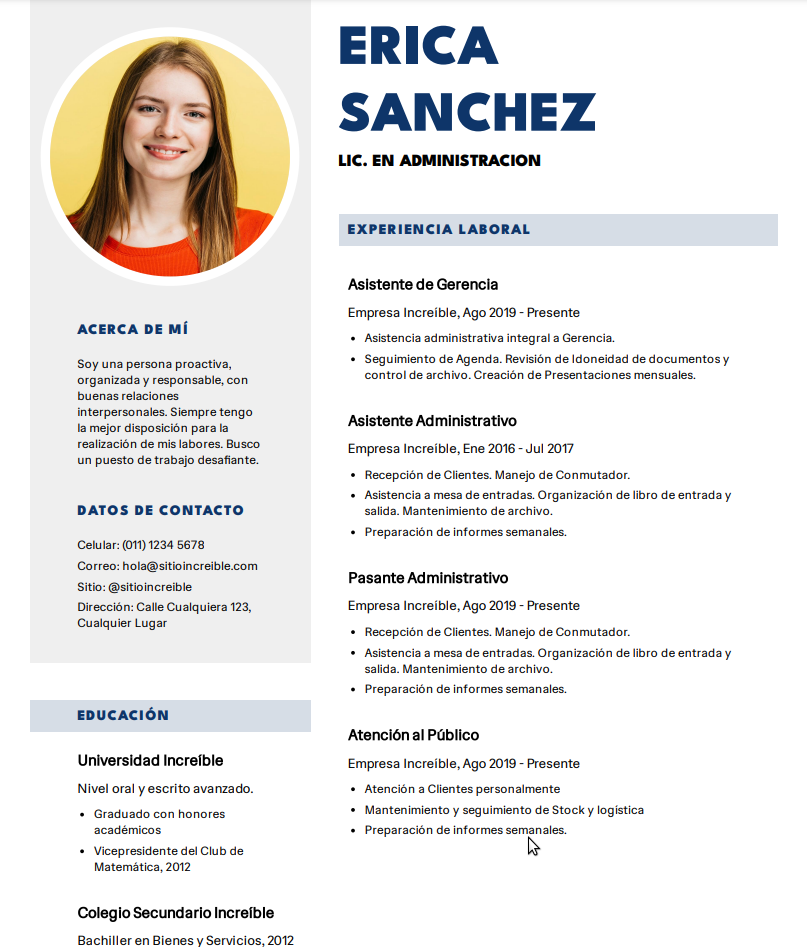 ERICA
SANCHEZ
LIC. EN ADMINISTRACION
ACERCA DE MÍ
Soy una persona proactiva,
organizada y responsable, con
buenas relaciones
interpersonales. Siempre tengo
la mejor disposición para la
realización de mis labores. Busco
un puesto de trabajo desafiante.
DATOS DE CONTACTO
Celular: (011) 1234 5678
Correo: hola@sitioincreible.com
Sitio: @sitioincreible
Dirección: Calle Cualquiera 123,
Cualquier Lugar
EDUCACIÓN
Universidad Increíble
Nivel oral y escrito avanzado.
• Graduado con honores
académicos
• Vicepresidente del Club de
Matemática, 2012
Colegio Secundario Increíble
Bachiller en Bienes y Servicios, 2012
EXPERIENCIA LABORAL
Asistente de Gerencia
Empresa Increíble, Ago 2019 - Presente
• Asistencia administrativa integral a Gerencia.
• Seguimiento de Agenda. Revisión de Idoneidad de documentos y
control de archivo. Creación de Presentaciones mensuales.
Asistente Administrativo
Empresa Increíble, Ene 2016 - Jul 2017
• Recepción de Clientes. Manejo de Conmutador.
• Asistencia a mesa de entradas. Organización de libro de entrada y
salida. Mantenimiento de archivo.
• Preparación de informes semanales.
Pasante Administrativo
Empresa Increíble, Ago 2019 - Presente
• Recepción de Clientes. Manejo de Conmutador.
• Asistencia a mesa de entradas. Organización de libro de entrada y
salida. Mantenimiento de archivo.
• Preparación de informes semanales.
Atención al Público
Empresa Increíble, Ago 2019 - Presente
• Atención a Clientes personalmente
• Mantenimiento y seguimiento de Stock y logística
• Preparación de informes semanales.